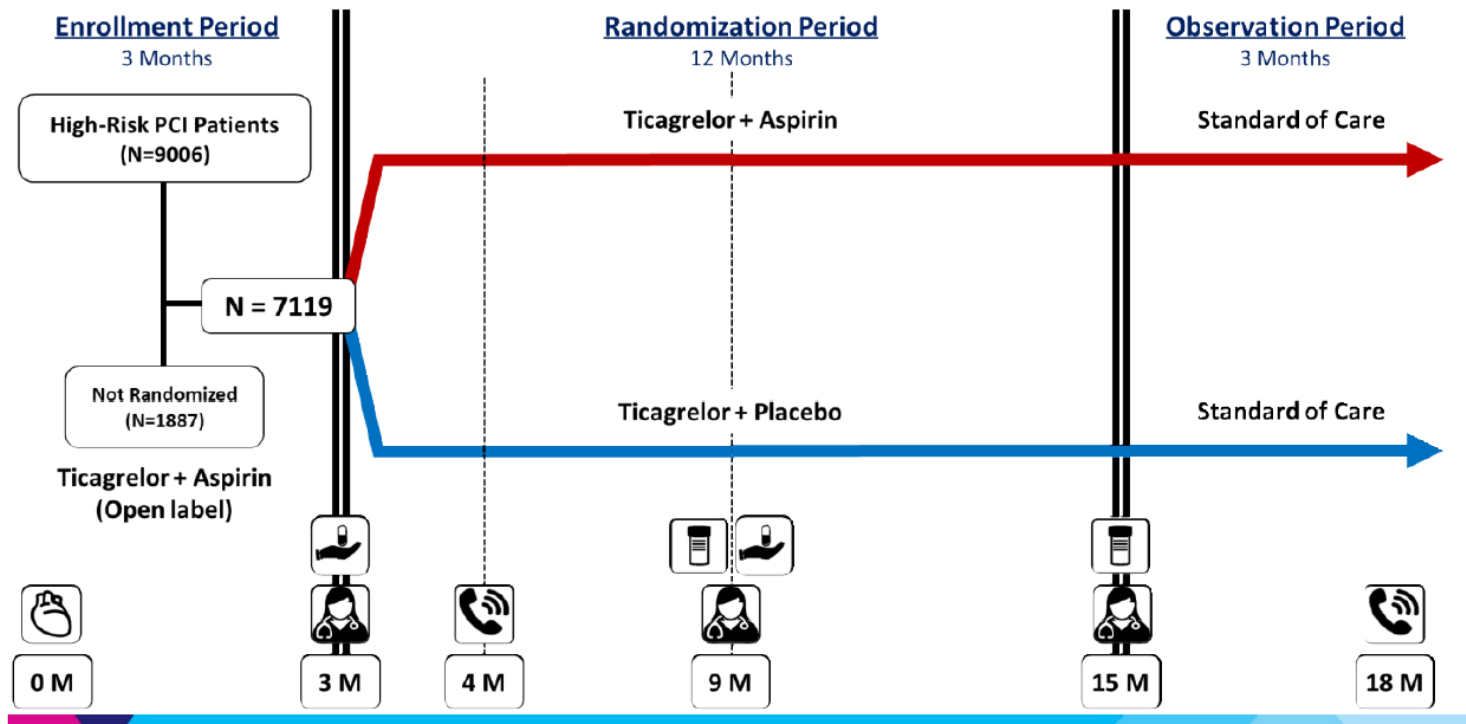 Enrollment Period
3 Months
Randomization Period
12 Months
Observation Period
3 Months
High-Risk PCI Patients
(N=9006)
Ticagrelor + Aspirin
Standard of Care
N = 7119
Not Randomized
(N=1887)
Ticagrelor + Aspirin
(Open label)
Ticagrelor + Placebo
Standard of Care
0 M
3 M
4 M
9 M
15 M
18 M